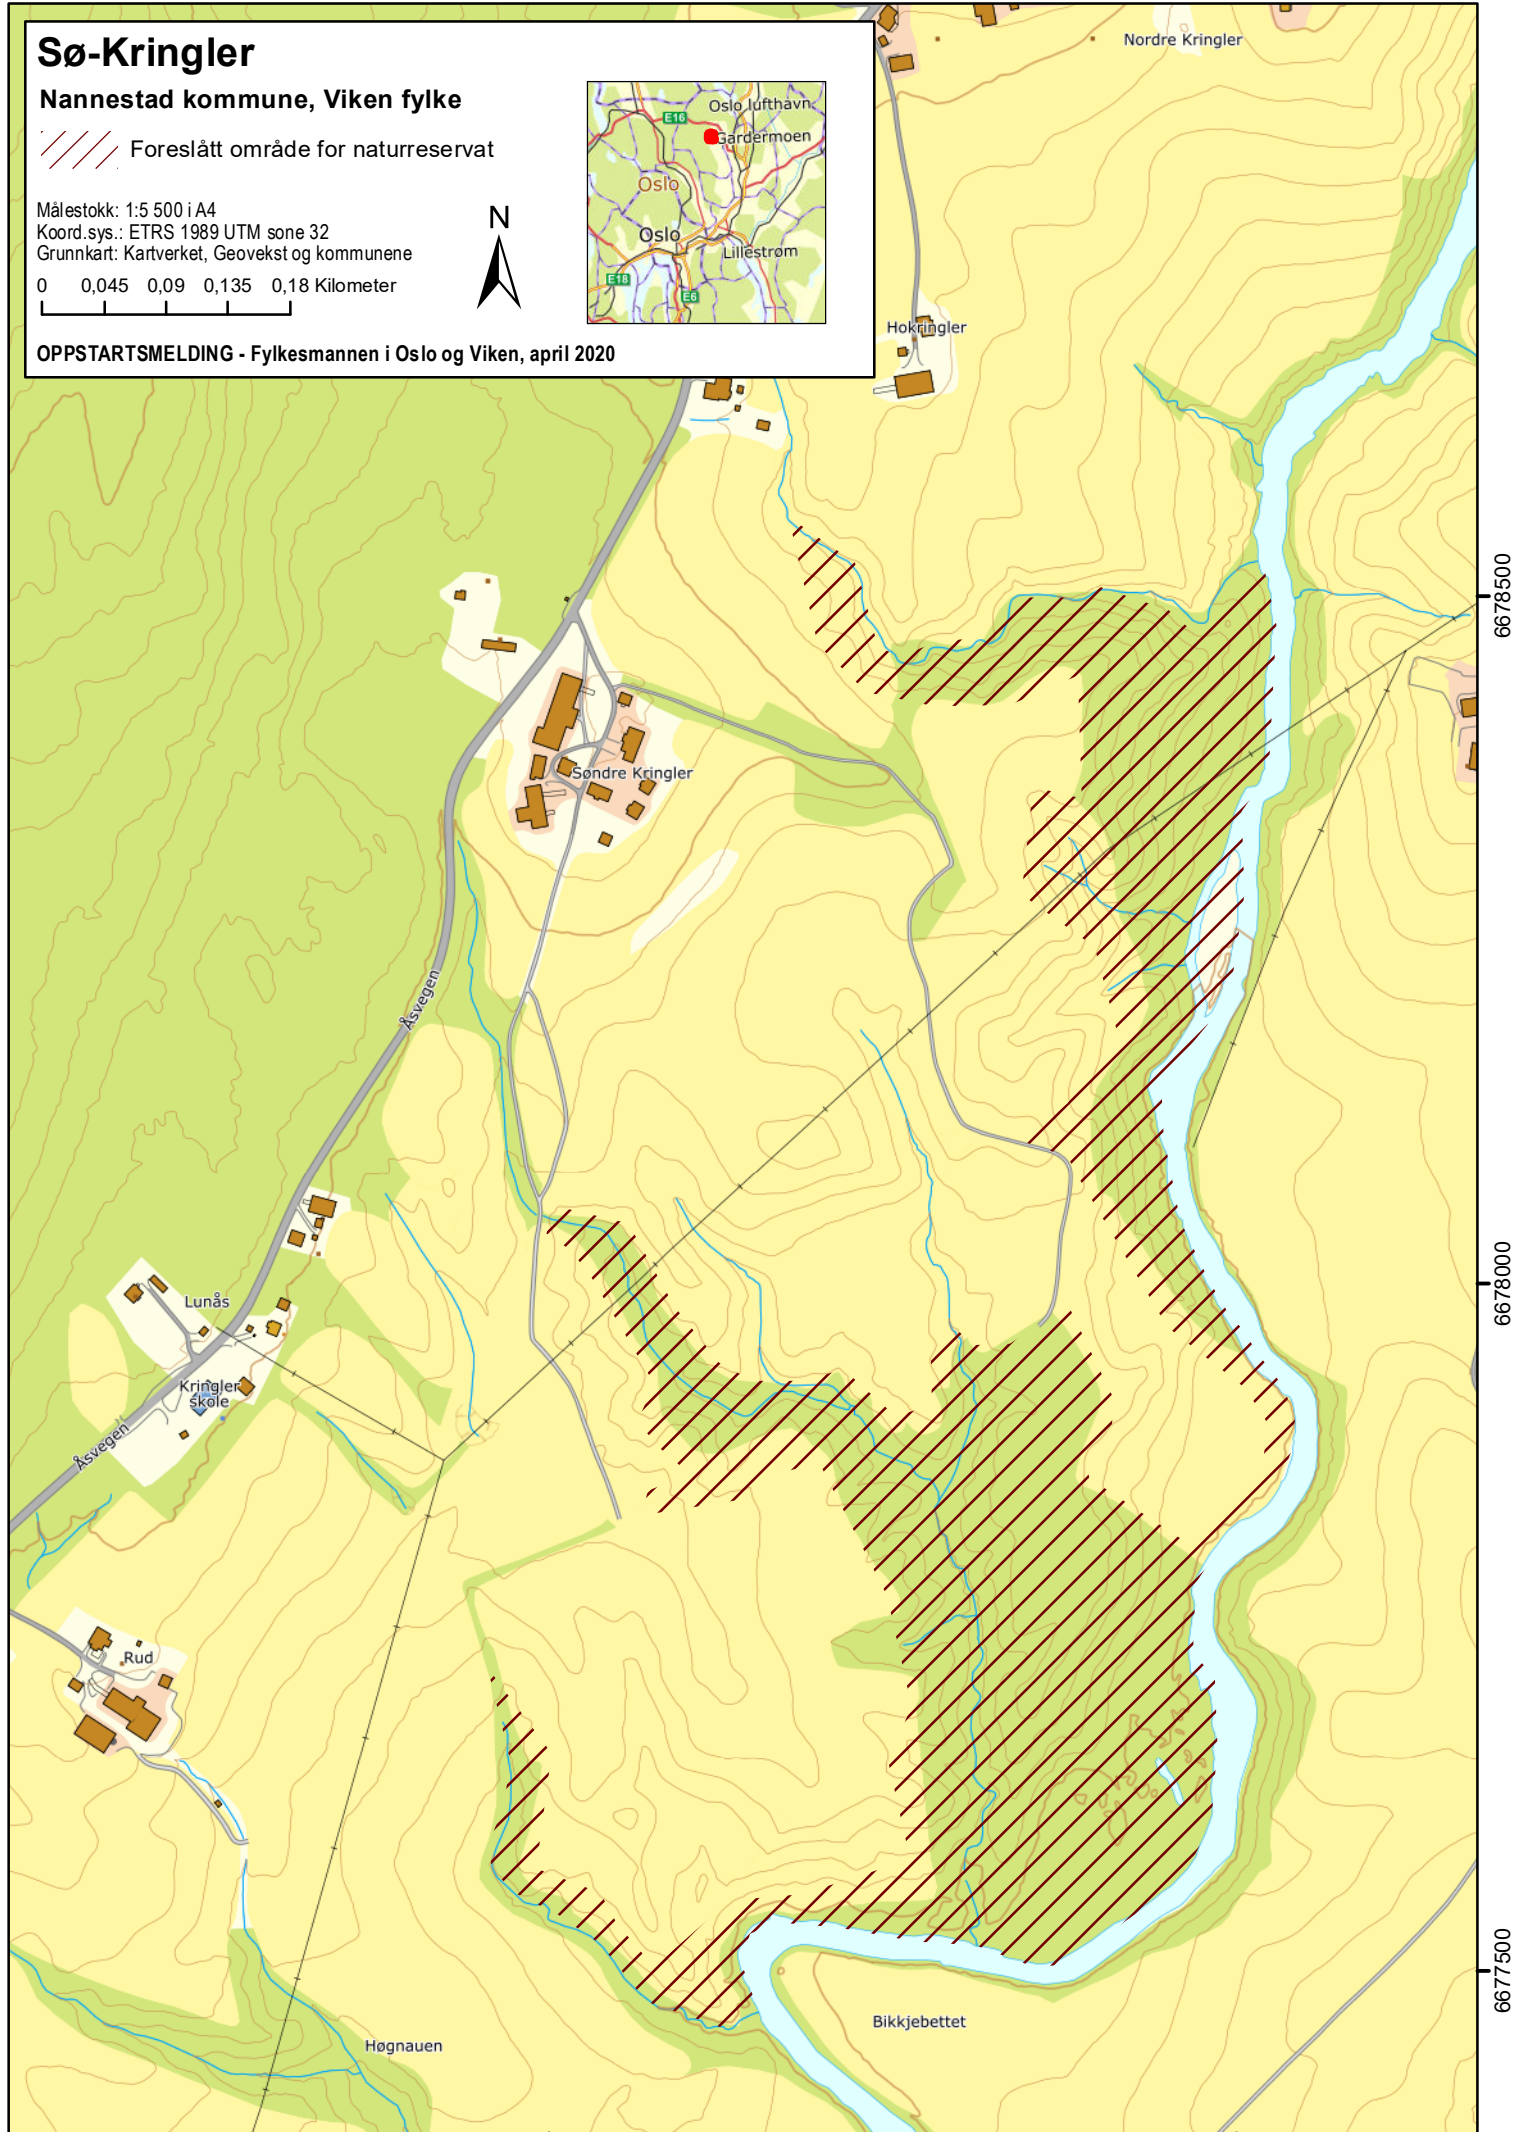 Sø-Kringler
Nannestad kommune, Viken fylke
Foreslått område for naturreservat
Målestokk: 1:5 500 i A4
Koord.sys.: ETRS 1989 UTM sone 32
Grunnkart: Kartverket, Geovekst og kommunene
0 0,045 0,09 0,135 0,18 Kilometer
N
OPPSTARTSMELDING - Fylkesmannen i Oslo og Viken, april 2020
Oslo lufthavn
E16
Gardermoen
Oslo
Oslo
Lillestrøm
E18
E6
Nordre Kringler
Hokringler
6678500
Søndre Kringler
Åsvegen
6678000
Lunås
Kringler
skole
Åsvegen
Rud
6677500
Bikkjebettet
Høgnauen